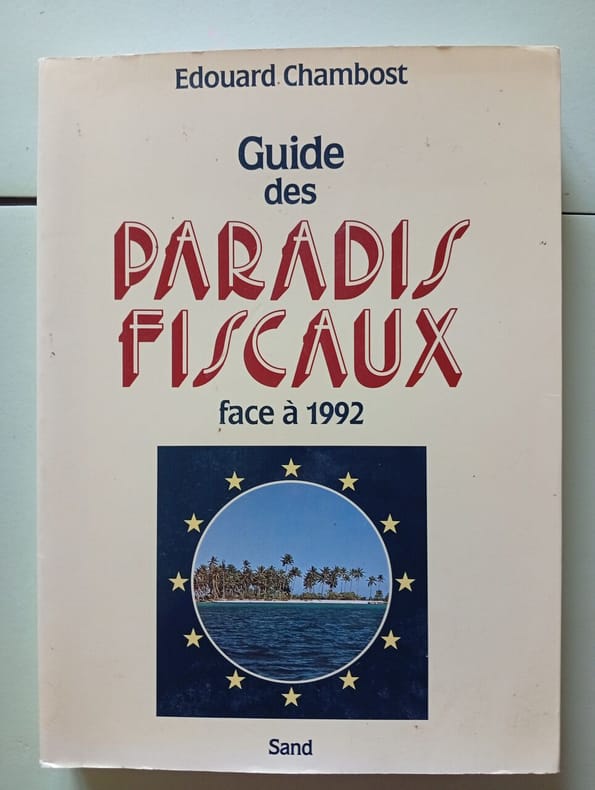 Edouard Chambost
Guide
des
PARADIS
FISCAUX
face à 1992
Sand